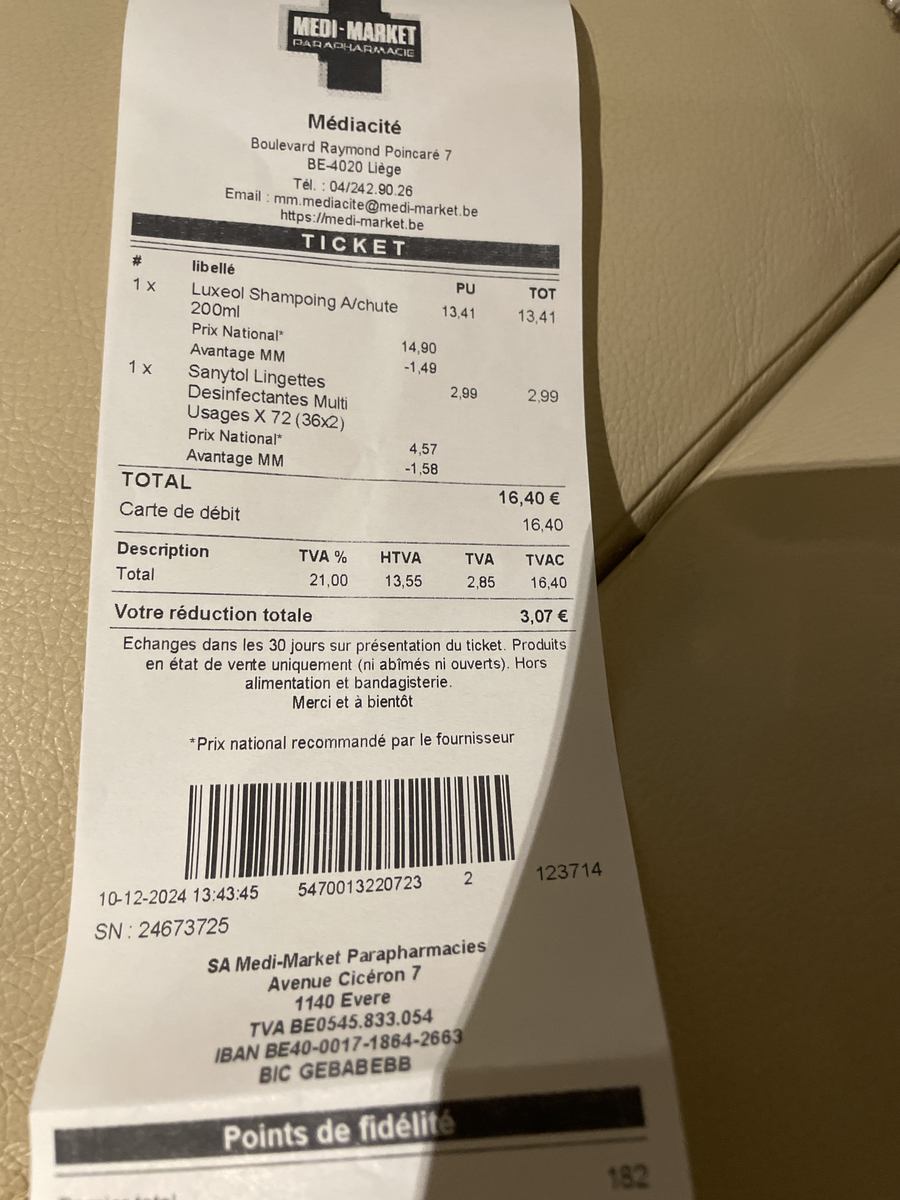 MEDI-MARKET
PARAPHARMACIE
Médiacité
Boulevard Raymond Poincaré 7
BE-4020 Liège
Tél. : 04/242.90.26
Email : mm.mediacite@medi-market.be
https://medi-market.be
TICKET
# libellé PU TOT
1 x Luxeol Shampoing A/chute 13,41 13,41
200ml
Prix National* 14,90
Avantage MM -1,49
1 x Sanytol Lingettes 2,99 2,99
Desinfectantes Multi
Usages X 72 (36x2)
Prix National* 4,57
Avantage MM -1,58
TOTAL 16,40 €
Carte de débit 16,40
Description TVA % HTVA TVA TVAC
Total 21,00 13,55 2,85 16,40
Votre réduction totale 3,07 €
Echanges dans les 30 jours sur présentation du ticket. Produits
en état de vente uniquement (ni abîmés ni ouverts). Hors
alimentation et bandagisterie.
Merci et à bientôt
*Prix national recommandé par le fournisseur
10-12-2024 13:43:45 5470013220723 2 123714
SN : 24673725
SA Medi-Market Parapharmacies
Avenue Cicéron 7
1140 Evere
TVA BE0545.833.054
IBAN BE40-0017-1864-2663
BIC GEBABEBB
Points de fidélité
182